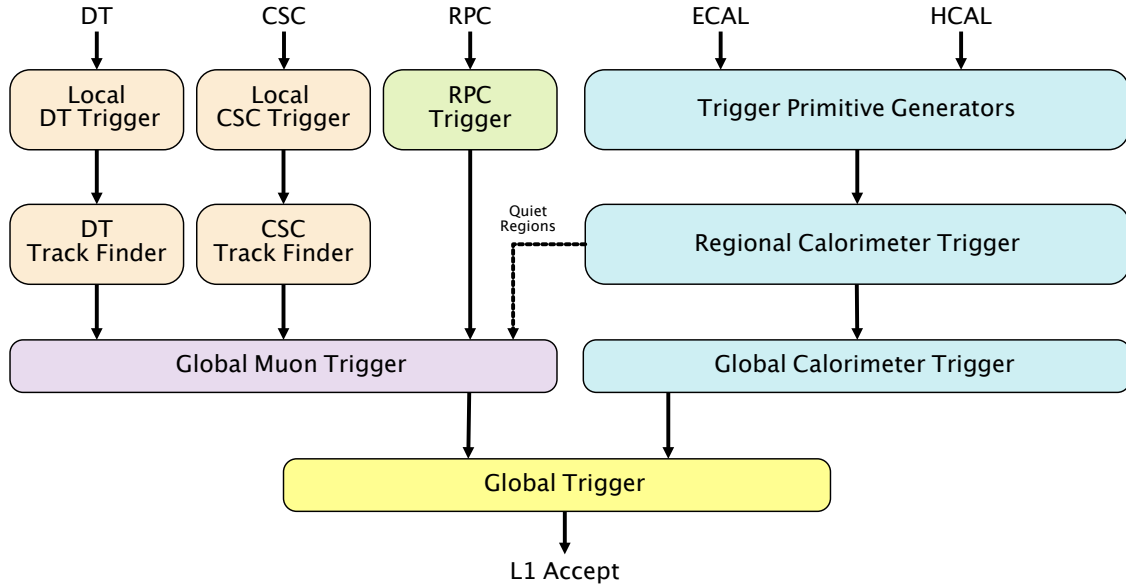 DT
CSC
RPC
ECAL
HCAL
Local
DT Trigger
Local
CSC Trigger
RPC
Trigger
Trigger Primitive Generators
DT
Track Finder
CSC
Track Finder
Quiet
Regions
Regional Calorimeter Trigger
Global Muon Trigger
Global Calorimeter Trigger
Global Trigger
L1 Accept